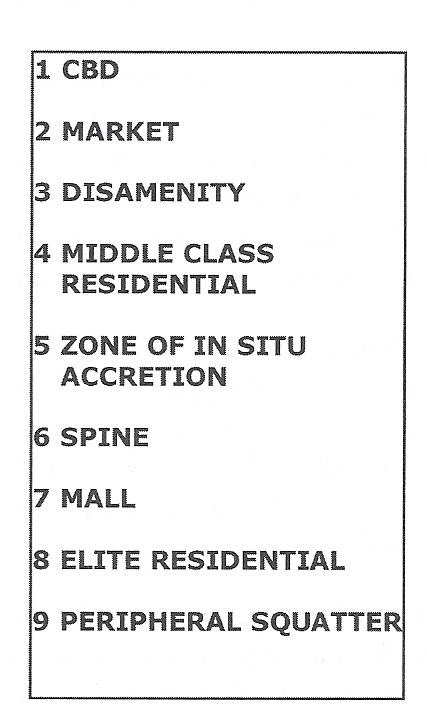 1 CBD
2 MARKET
3 DISAMENITY
4 MIDDLE CLASS
RESIDENTIAL
5 ZONE OF IN SITU
ACCRETION
6 SPINE
7 MALL
8 ELITE RESIDENTIAL
9 PERIPHERAL SQUATTER